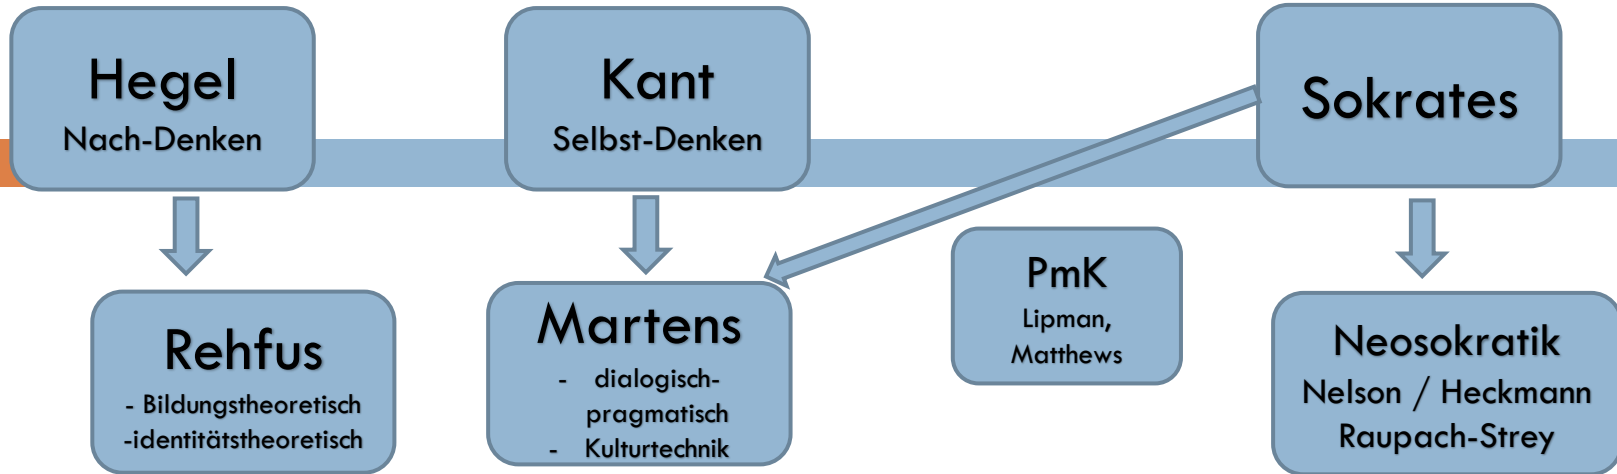 Hegel
Nach-Denken
Kant
Selbst-Denken
Sokrates
Rehfus
- Bildungstheoretisch
-identitätstheoretisch
Martens
- dialogisch-
pragmatisch
- Kulturtechnik
PmK
Lipman,
Matthews
Neosokratik
Nelson / Heckmann
Raupach-Strey